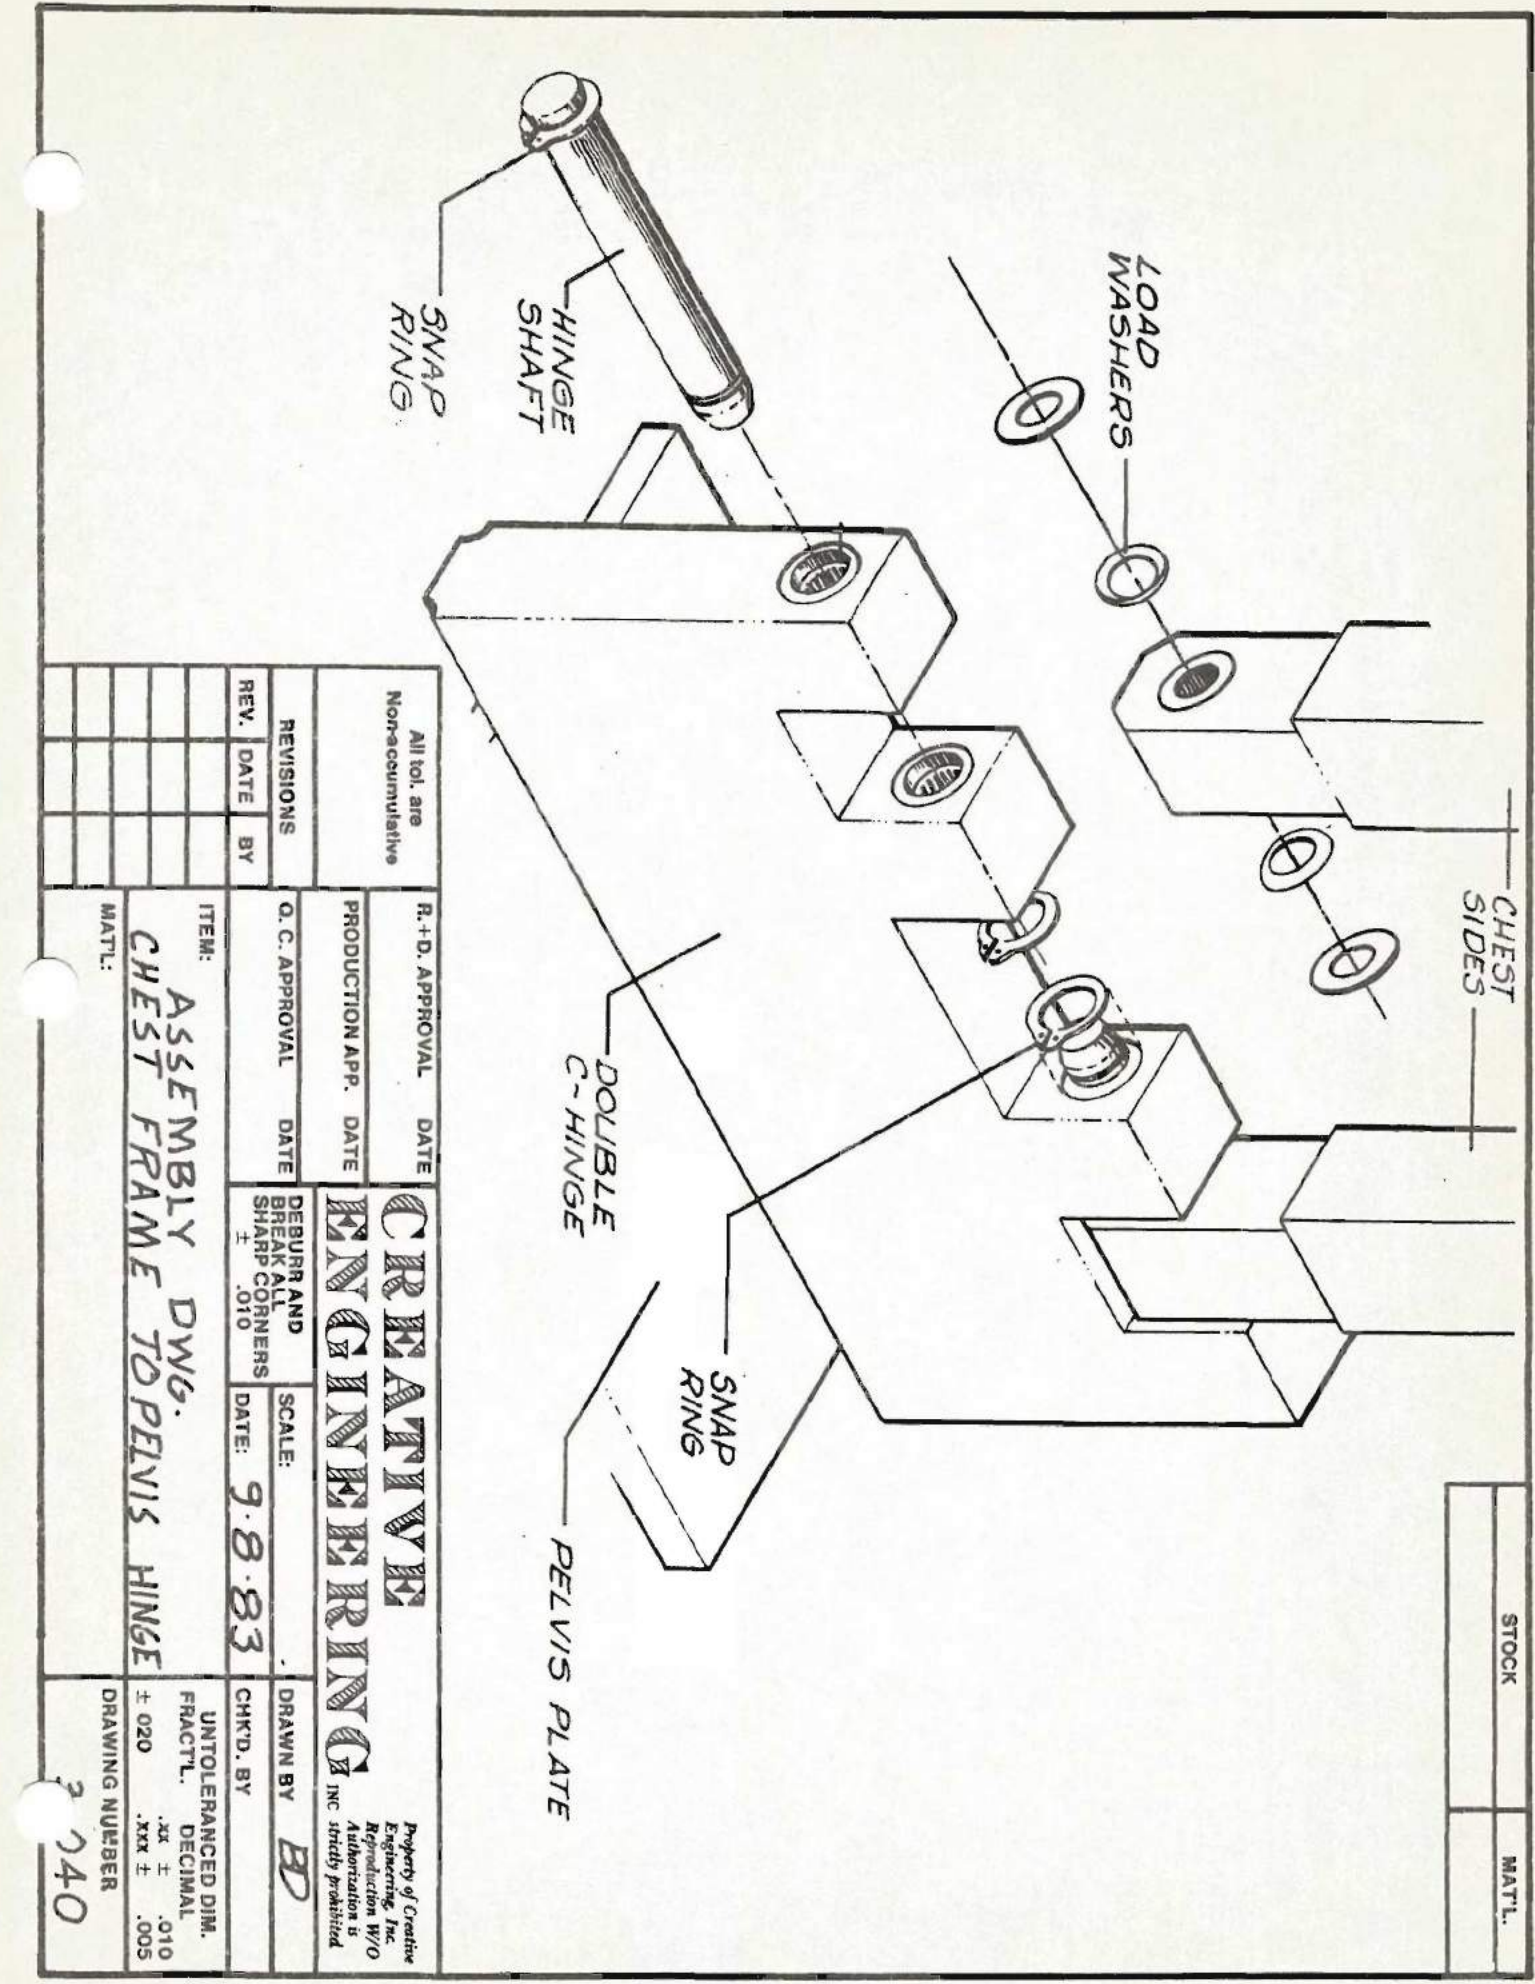 STOCK
MAT'L.
CHEST
SIDES
LOAD
WASHERS
HINGE
SHAFT
SNAP
RING
DOUBLE
C-HINGE
SNAP
RING
PELVIS PLATE
All tol. are
Non-accumulative
REVISIONS
REV. DATE BY
R.+D. APPROVAL DATE
PRODUCTION APP. DATE
Q.C. APPROVAL DATE
CREATIVE
ENGINEERING INC
Property of Creative
Engineering, Inc.
Reproduction W/O
Authorization is
strictly prohibited
DEBURR AND
BREAK ALL
SHARP CORNERS
± .010
SCALE:
DATE: 9·8·83
DRAWN BY BD
CHK'D. BY
ITEM:
ASSEMBLY DWG.
CHEST FRAME TO PELVIS HINGE
MAT'L:
UNTOLERANCED DIM.
FRACT'L. DECIMAL
.XX ± .010
± 020 .XXX ± .005
DRAWING NUMBER
040